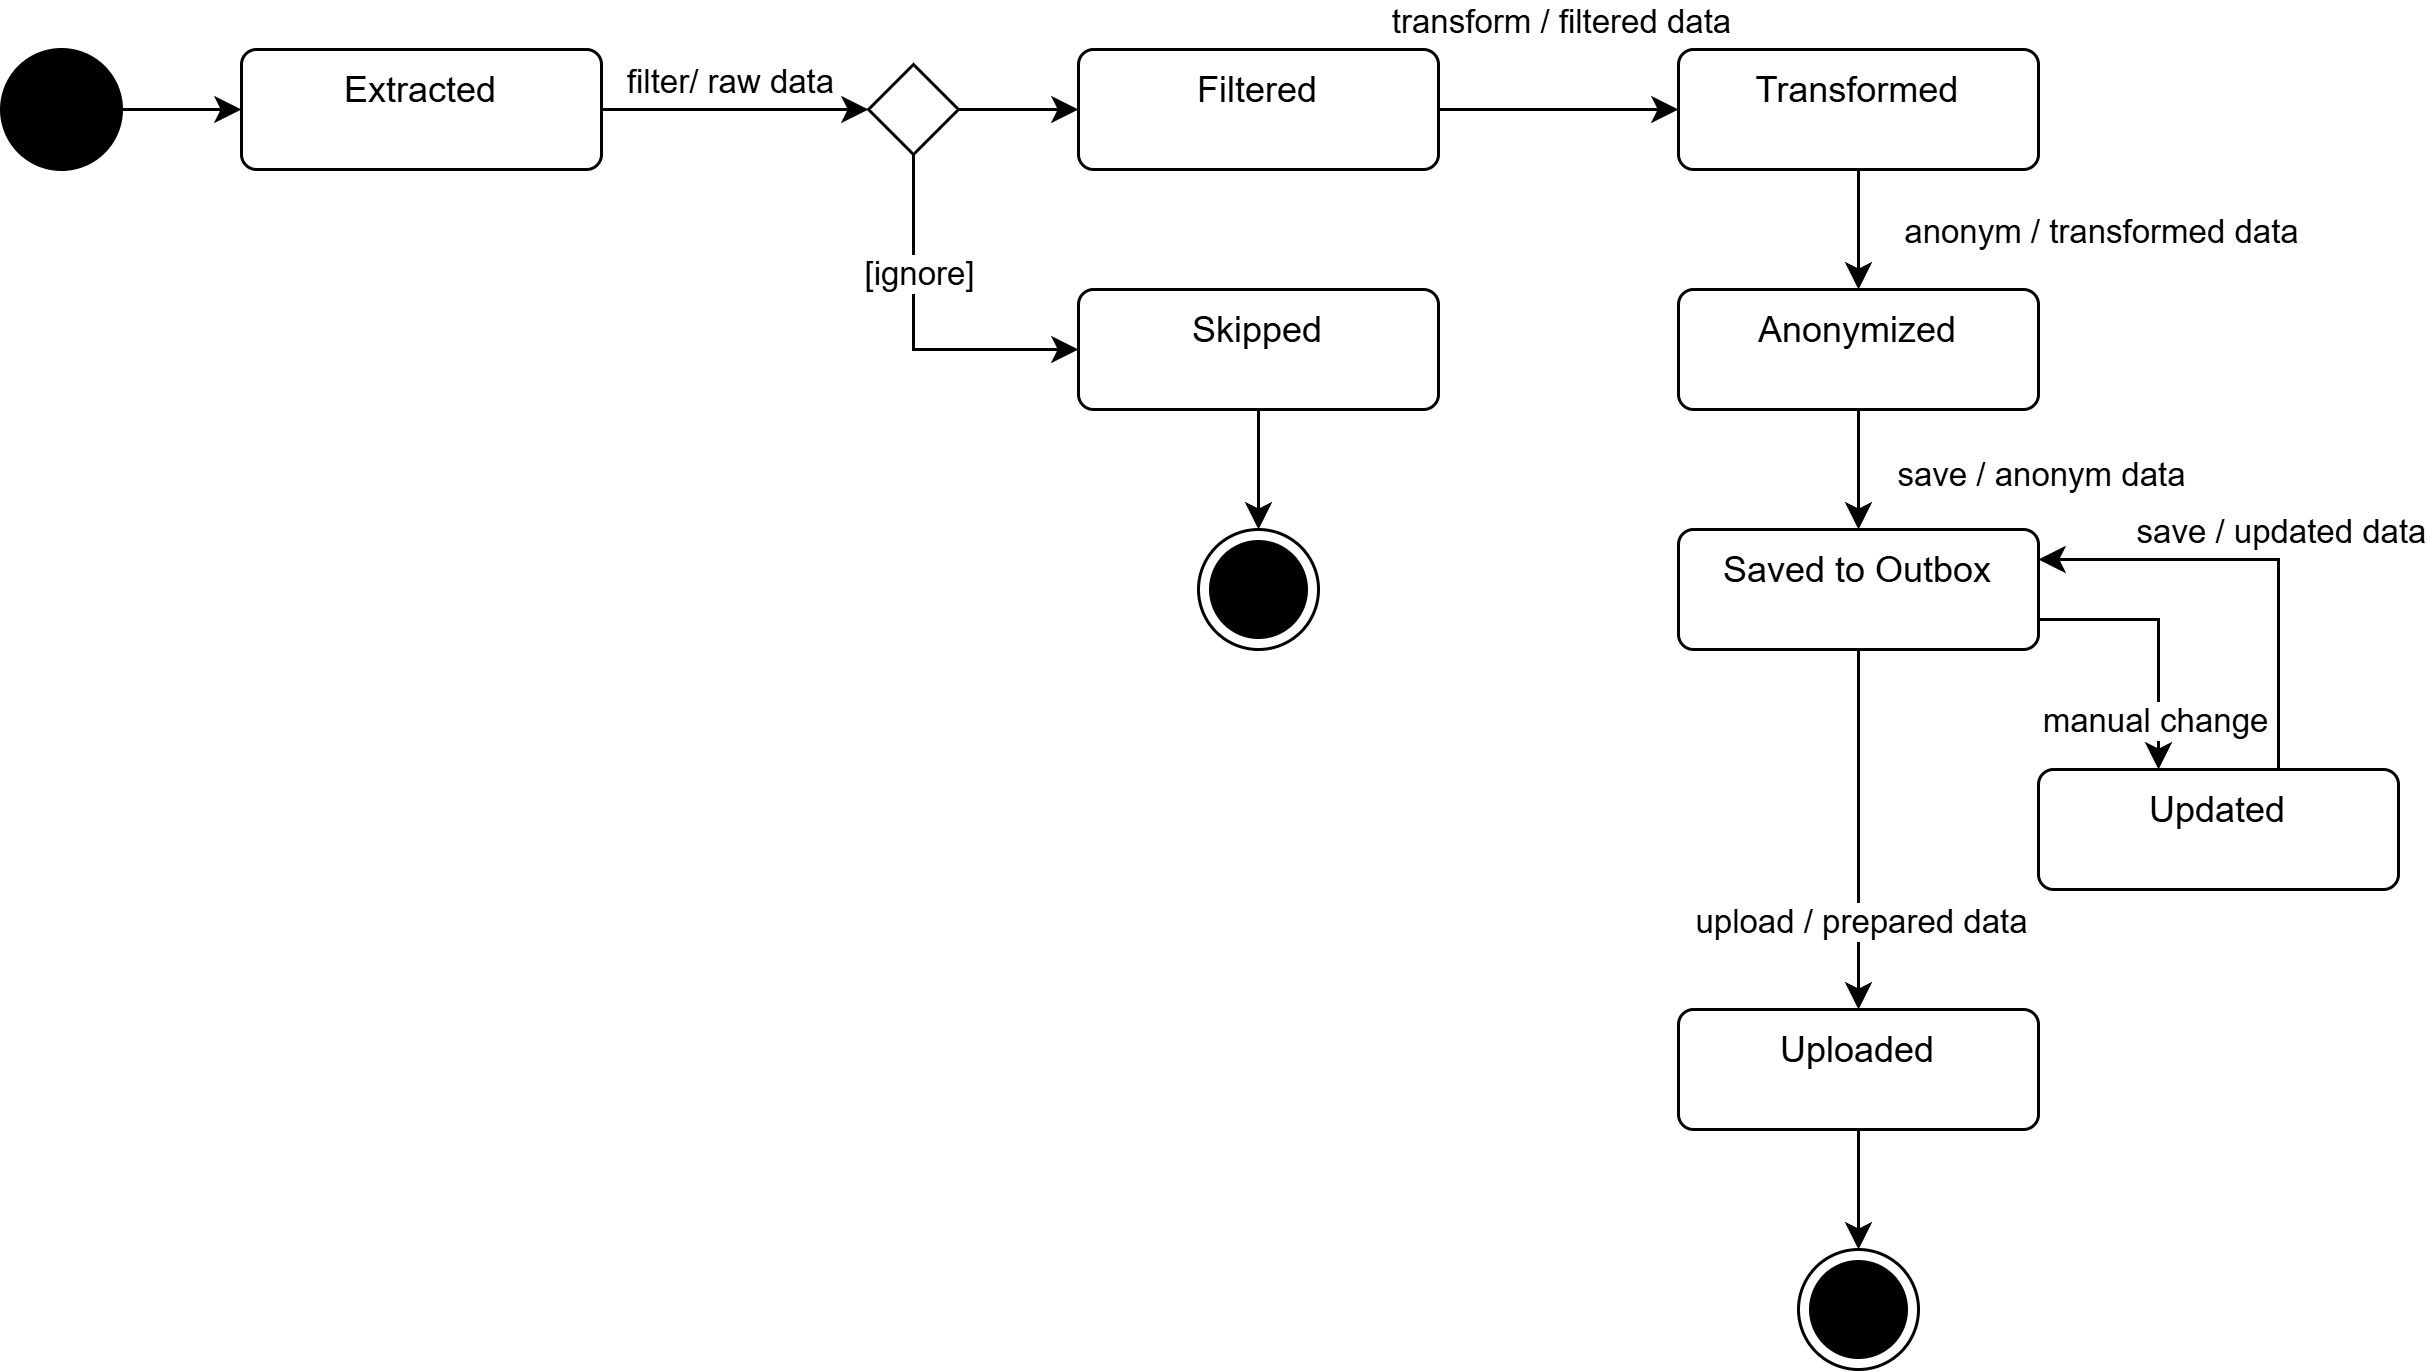 transform / filtered data
Extracted
filter/ raw data
Filtered
Transformed
anonym / transformed data
[ignore]
Skipped
Anonymized
save / anonym data
save / updated data
Saved to Outbox
manual change
Updated
upload / prepared data
Uploaded